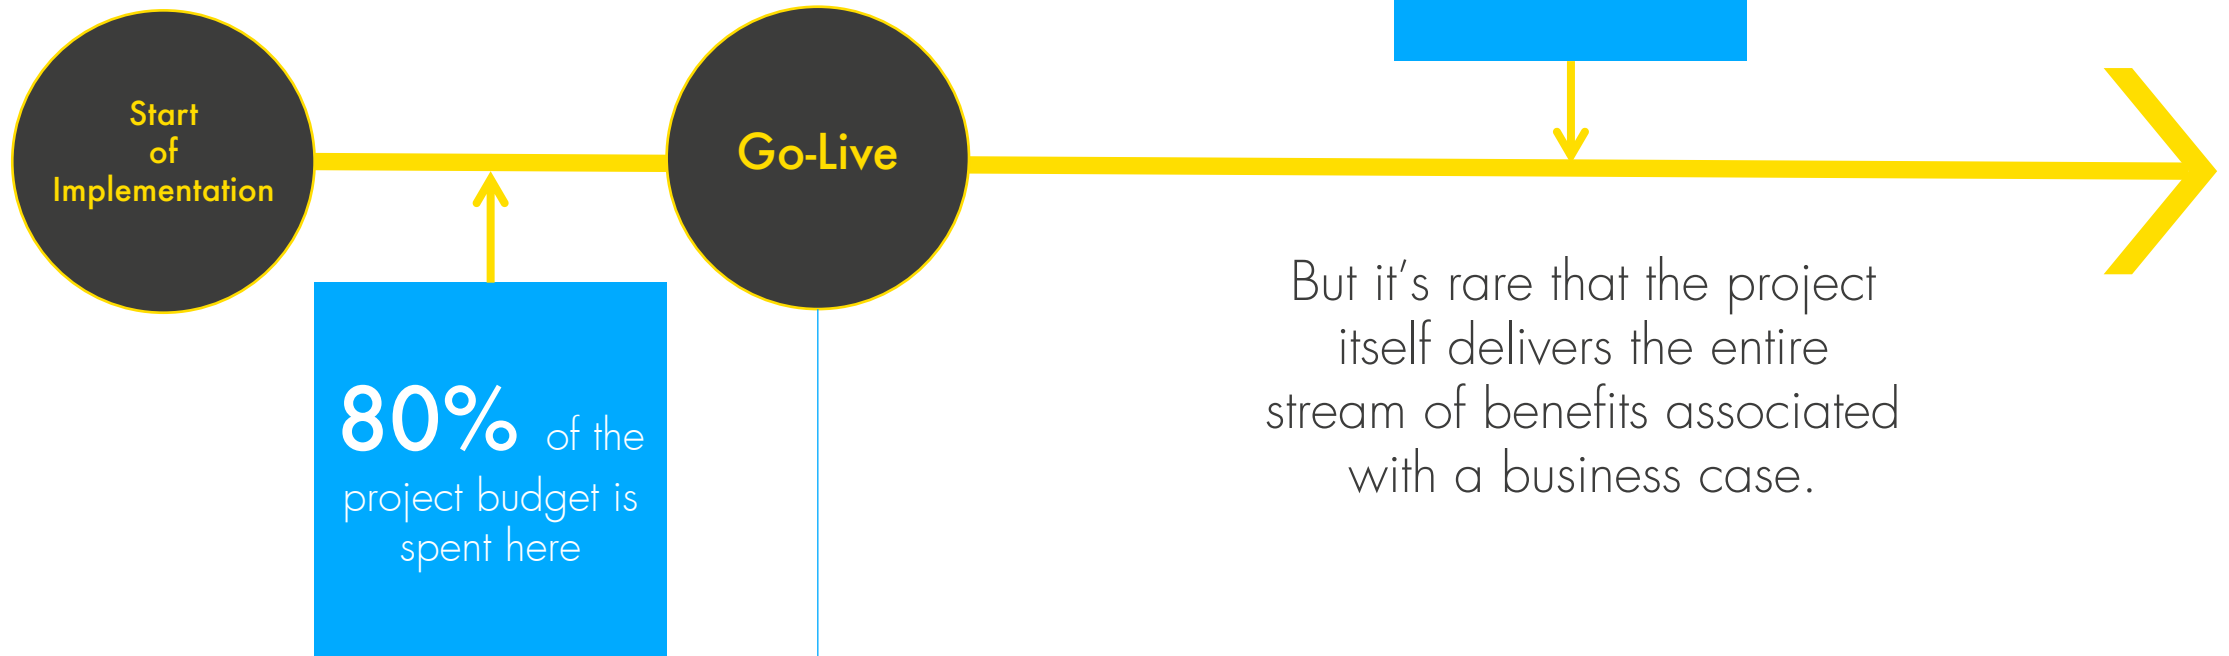 Start
of
Implementation
Go-Live
80% of the
project budget is
spent here
But it’s rare that the project
itself delivers the entire
stream of benefits associated
with a business case.